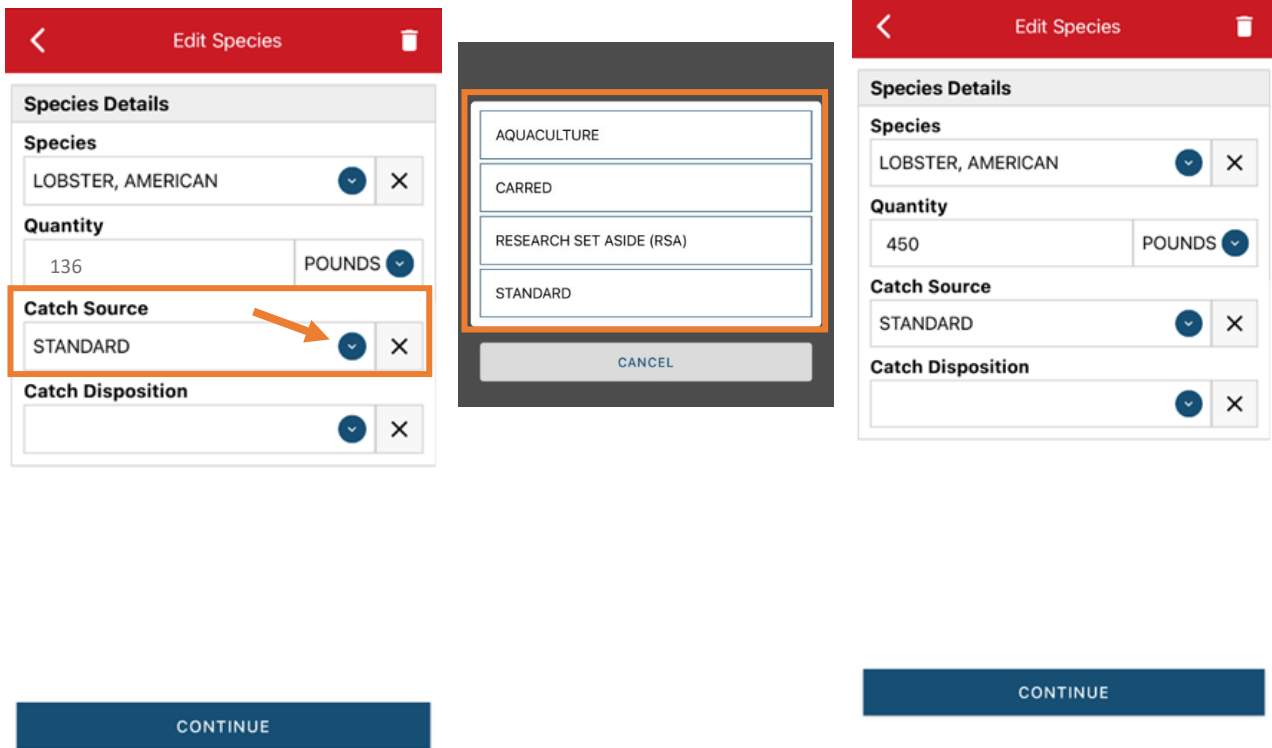 Edit Species
Species Details
Species
LOBSTER, AMERICAN
Quantity
136 POUNDS
Catch Source
STANDARD
Catch Disposition
CONTINUE
AQUACULTURE
CARRED
RESEARCH SET ASIDE (RSA)
STANDARD
CANCEL
Edit Species
Species Details
Species
LOBSTER, AMERICAN
Quantity
450 POUNDS
Catch Source
STANDARD
Catch Disposition
CONTINUE